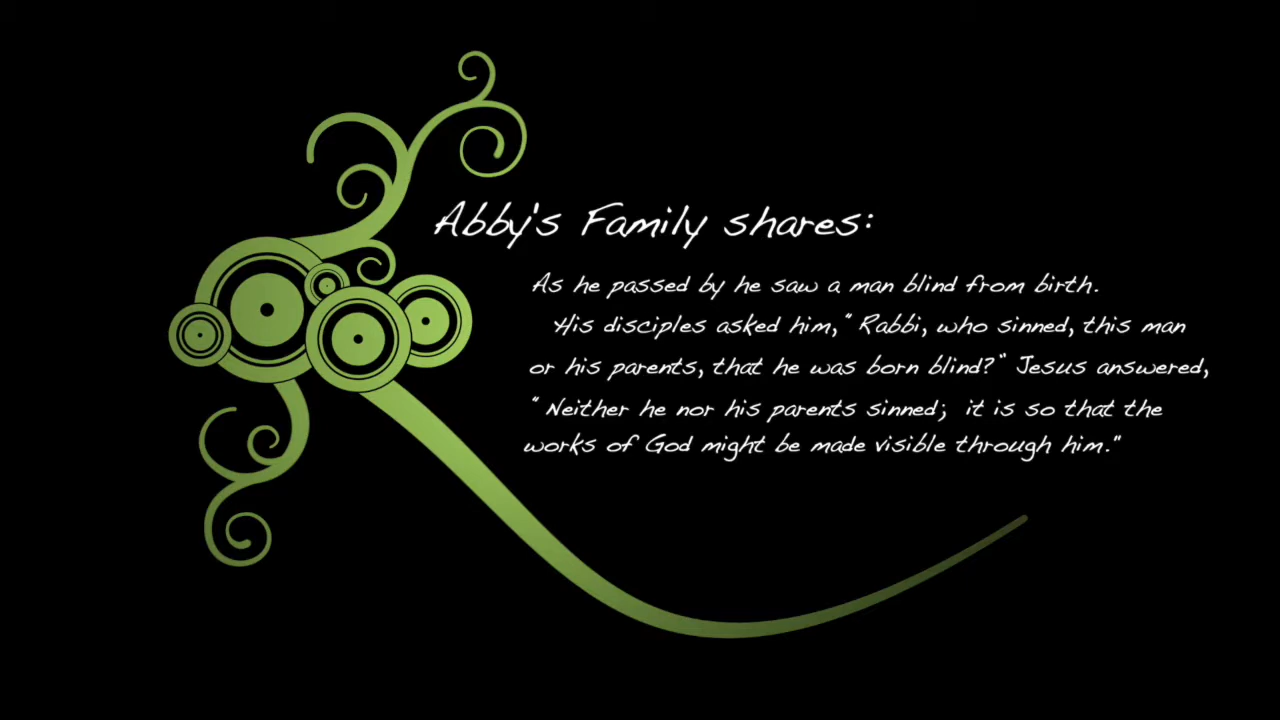 Abby's Family shares:
As he passed by he saw a man blind from birth.
His disciples asked him, "Rabbi, who sinned, this man
or his parents, that he was born blind?" Jesus answered,
"Neither he nor his parents sinned; it is so that the
works of God might be made visible through him."